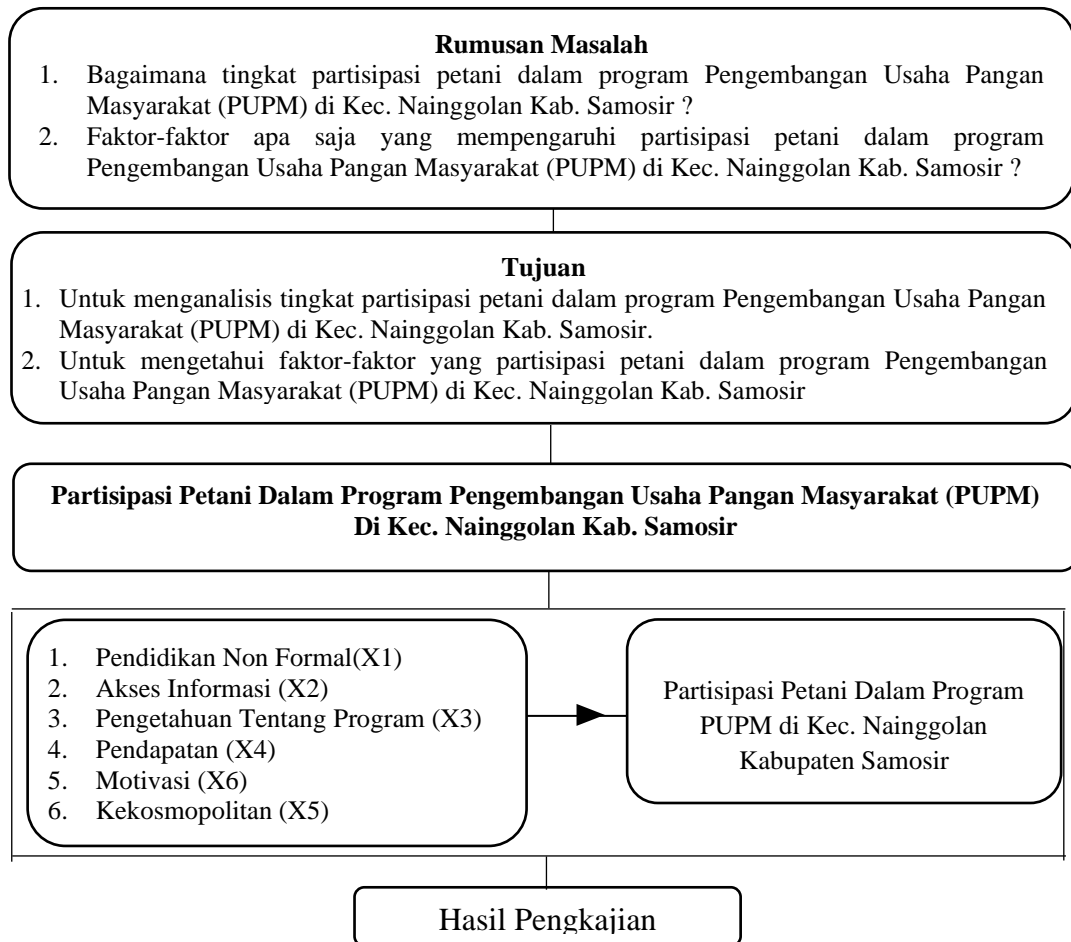 Rumusan Masalah
1. Bagaimana tingkat partisipasi petani dalam program Pengembangan Usaha Pangan
Masyarakat (PUPM) di Kec. Nainggolan Kab. Samosir ?
2. Faktor-faktor apa saja yang mempengaruhi partisipasi petani dalam program
Pengembangan Usaha Pangan Masyarakat (PUPM) di Kec. Nainggolan Kab. Samosir ?
Tujuan
1. Untuk menganalisis tingkat partisipasi petani dalam program Pengembangan Usaha Pangan
Masyarakat (PUPM) di Kec. Nainggolan Kab. Samosir.
2. Untuk mengetahui faktor-faktor yang partisipasi petani dalam program Pengembangan
Usaha Pangan Masyarakat (PUPM) di Kec. Nainggolan Kab. Samosir
Partisipasi Petani Dalam Program Pengembangan Usaha Pangan Masyarakat (PUPM)
Di Kec. Nainggolan Kab. Samosir
1. Pendidikan Non Formal(X1)
2. Akses Informasi (X2)
3. Pengetahuan Tentang Program (X3)
4. Pendapatan (X4)
5. Motivasi (X6)
6. Kekosmopolitan (X5)
Partisipasi Petani Dalam Program
PUPM di Kec. Nainggolan
Kabupaten Samosir
Hasil Pengkajian